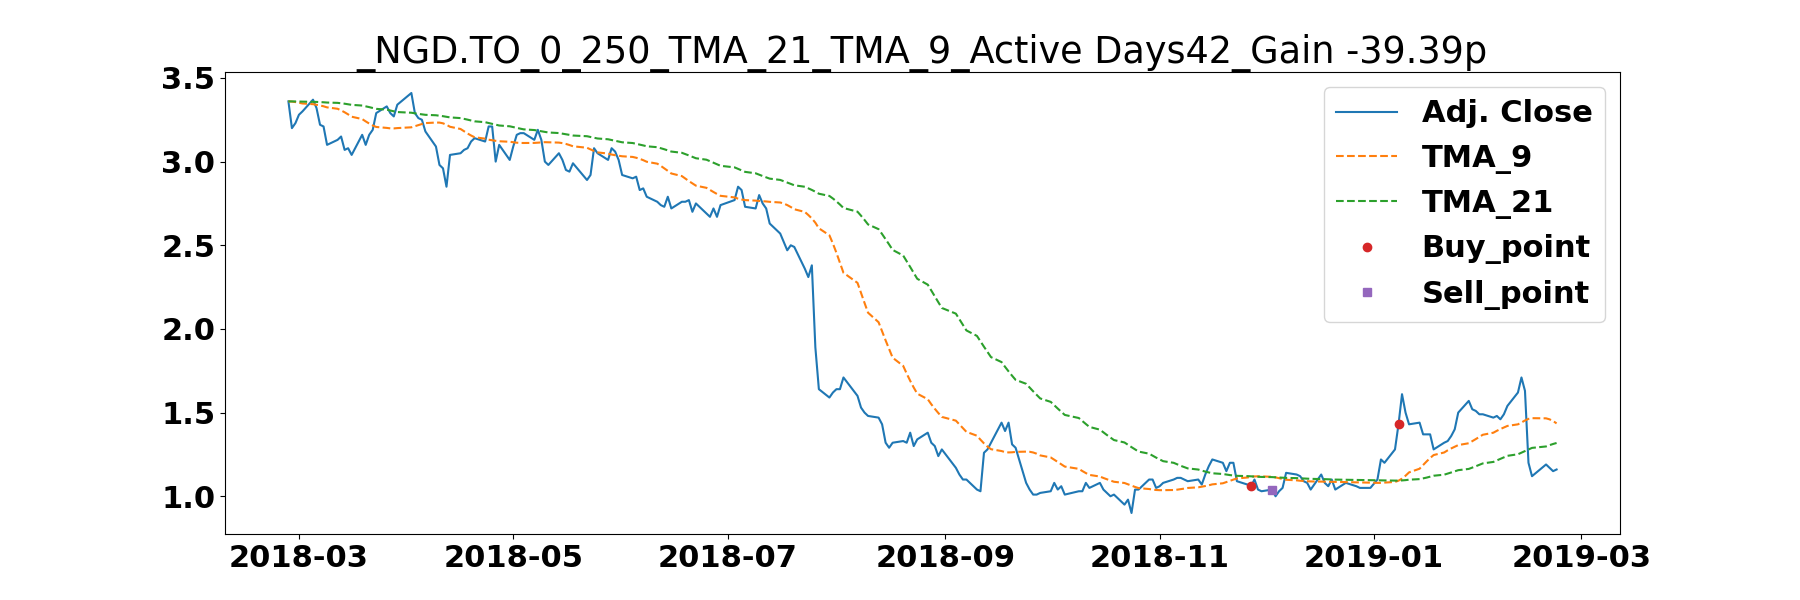 _NGD.TO_0_250_TMA_21_TMA_9_Active Days42_Gain -39.39p
3.5
3.0
2.5
2.0
1.5
1.0
Adj. Close
TMA_9
TMA_21
Buy_point
Sell_point
2018-03 2018-05 2018-07 2018-09 2018-11 2019-01 2019-03